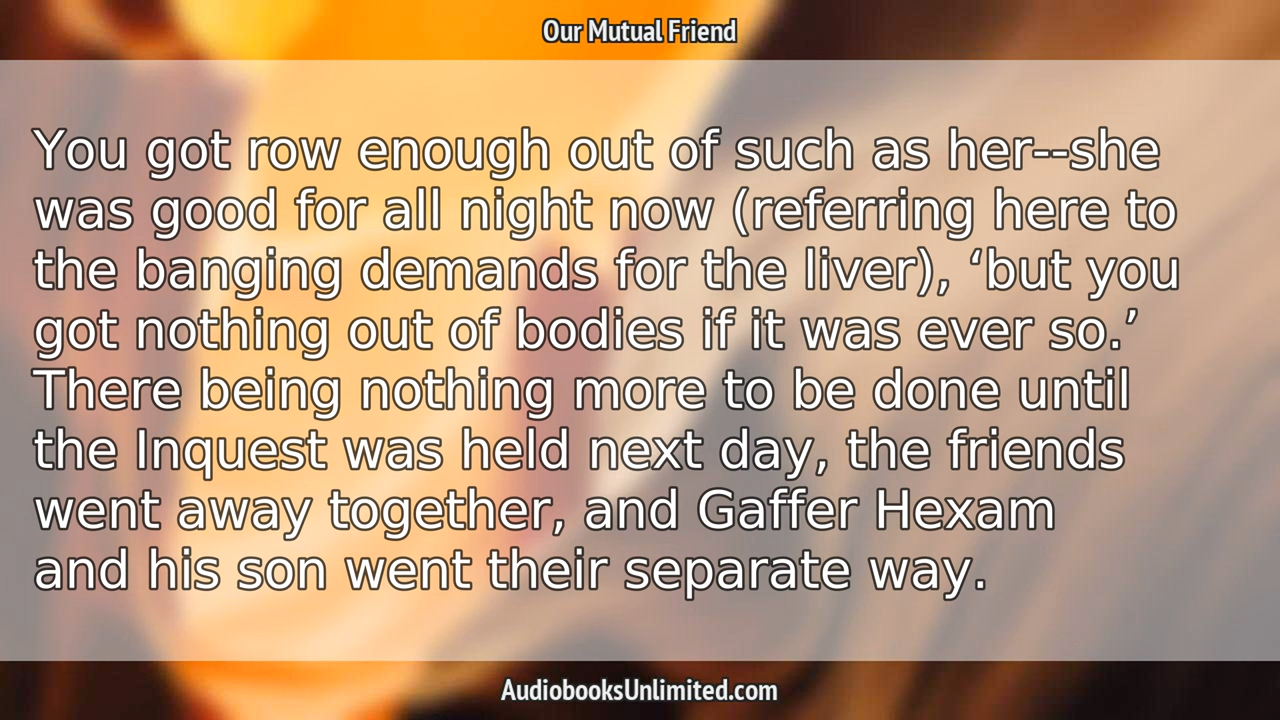 Our Mutual Friend
You got row enough out of such as her--she
was good for all night now (referring here to
the banging demands for the liver), ‘but you
got nothing out of bodies if it was ever so.’
There being nothing more to be done until
the Inquest was held next day, the friends
went away together, and Gaffer Hexam
and his son went their separate way.
AudiobooksUnlimited.com